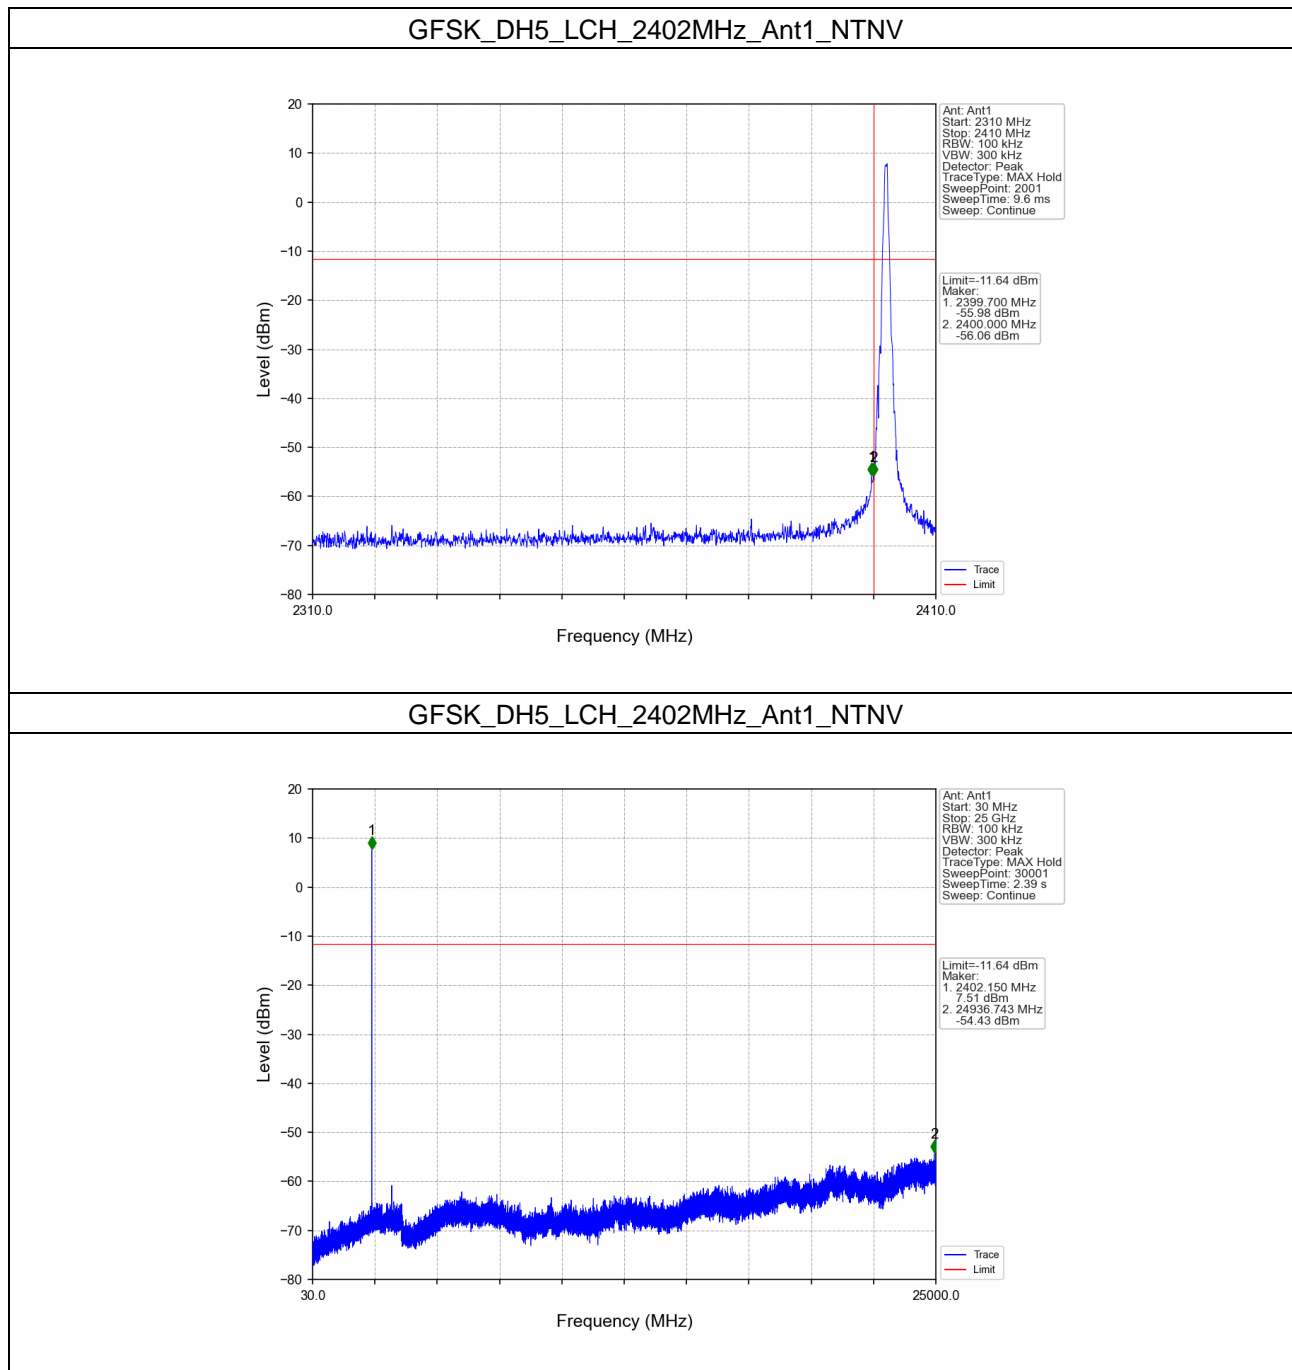 GFSK_DH5_LCH_2402MHz_Ant1_NTNV
20
10
0
−10
−20
−30
−40
−50
−60
−70
−80
Level (dBm)
2310.0
2410.0
Frequency (MHz)
1
2
Ant: Ant1
Start: 2310 MHz
Stop: 2410 MHz
RBW: 100 kHz
VBW: 300 kHz
Detector: Peak
TraceType: MAX Hold
SweepPoint: 2001
SweepTime: 9.6 ms
Sweep: Continue
Limit=-11.64 dBm
Maker:
1. 2399.700 MHz
-55.98 dBm
2. 2400.000 MHz
-56.06 dBm
Trace
Limit
GFSK_DH5_LCH_2402MHz_Ant1_NTNV
20
10
0
−10
−20
−30
−40
−50
−60
−70
−80
Level (dBm)
30.0
25000.0
Frequency (MHz)
1
2
Ant: Ant1
Start: 30 MHz
Stop: 25 GHz
RBW: 100 kHz
VBW: 300 kHz
Detector: Peak
TraceType: MAX Hold
SweepPoint: 30001
SweepTime: 2.39 s
Sweep: Continue
Limit=-11.64 dBm
Maker:
1. 2402.150 MHz
7.51 dBm
2. 24936.743 MHz
-54.43 dBm
Trace
Limit